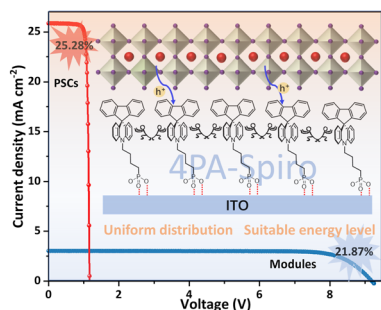 Current density (mA cm⁻²)
25
20
15
10
5
0
25.28%
PSCs
h⁺
h⁺
4PA-Spiro
ITO
Uniform distribution
Suitable energy level
Modules
21.87%
0
2
4
6
8
Voltage (V)